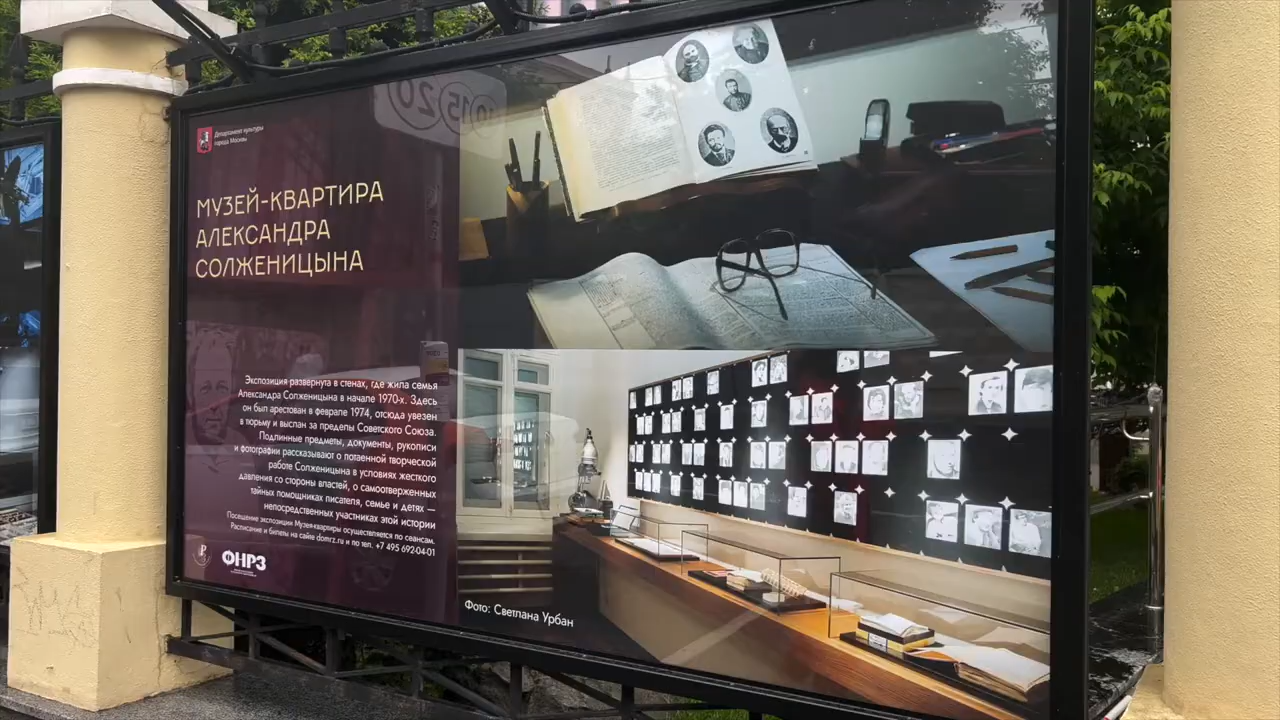 Департамент культуры
города Москвы
МУЗЕЙ-КВАРТИРА
АЛЕКСАНДРА
СОЛЖЕНИЦЫНА
Экспозиция развернута в стенах, где жила семья
Александра Солженицына в начале 1970-х. Здесь
он был арестован в феврале 1974, отсюда увезен
в тюрьму и выслан за пределы Советского Союза.
Подлинные предметы, документы, рукописи
и фотографии рассказывают о потаенной творческой
работе Солженицына в условиях жесткого
давления со стороны властей, о самоотверженных
тайных помощниках писателя, семье и детях —
непосредственных участниках этой истории
Посещение экспозиции Музея-квартиры осуществляется по сеансам.
Расписание и билеты на сайте domrz.ru и по тел. +7 495 692-04-01
ФНРЗ
Фото: Светлана Урбан
10 15 20